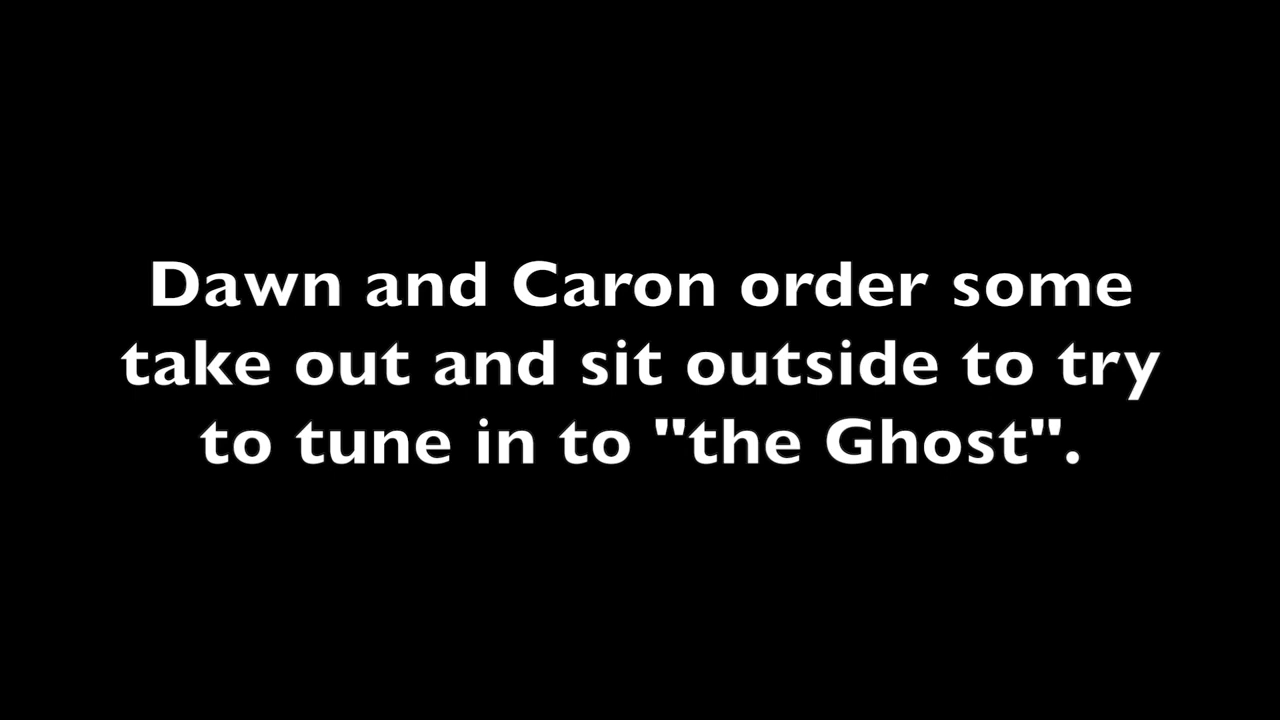 Dawn and Caron order some
take out and sit outside to try
to tune in to "the Ghost".